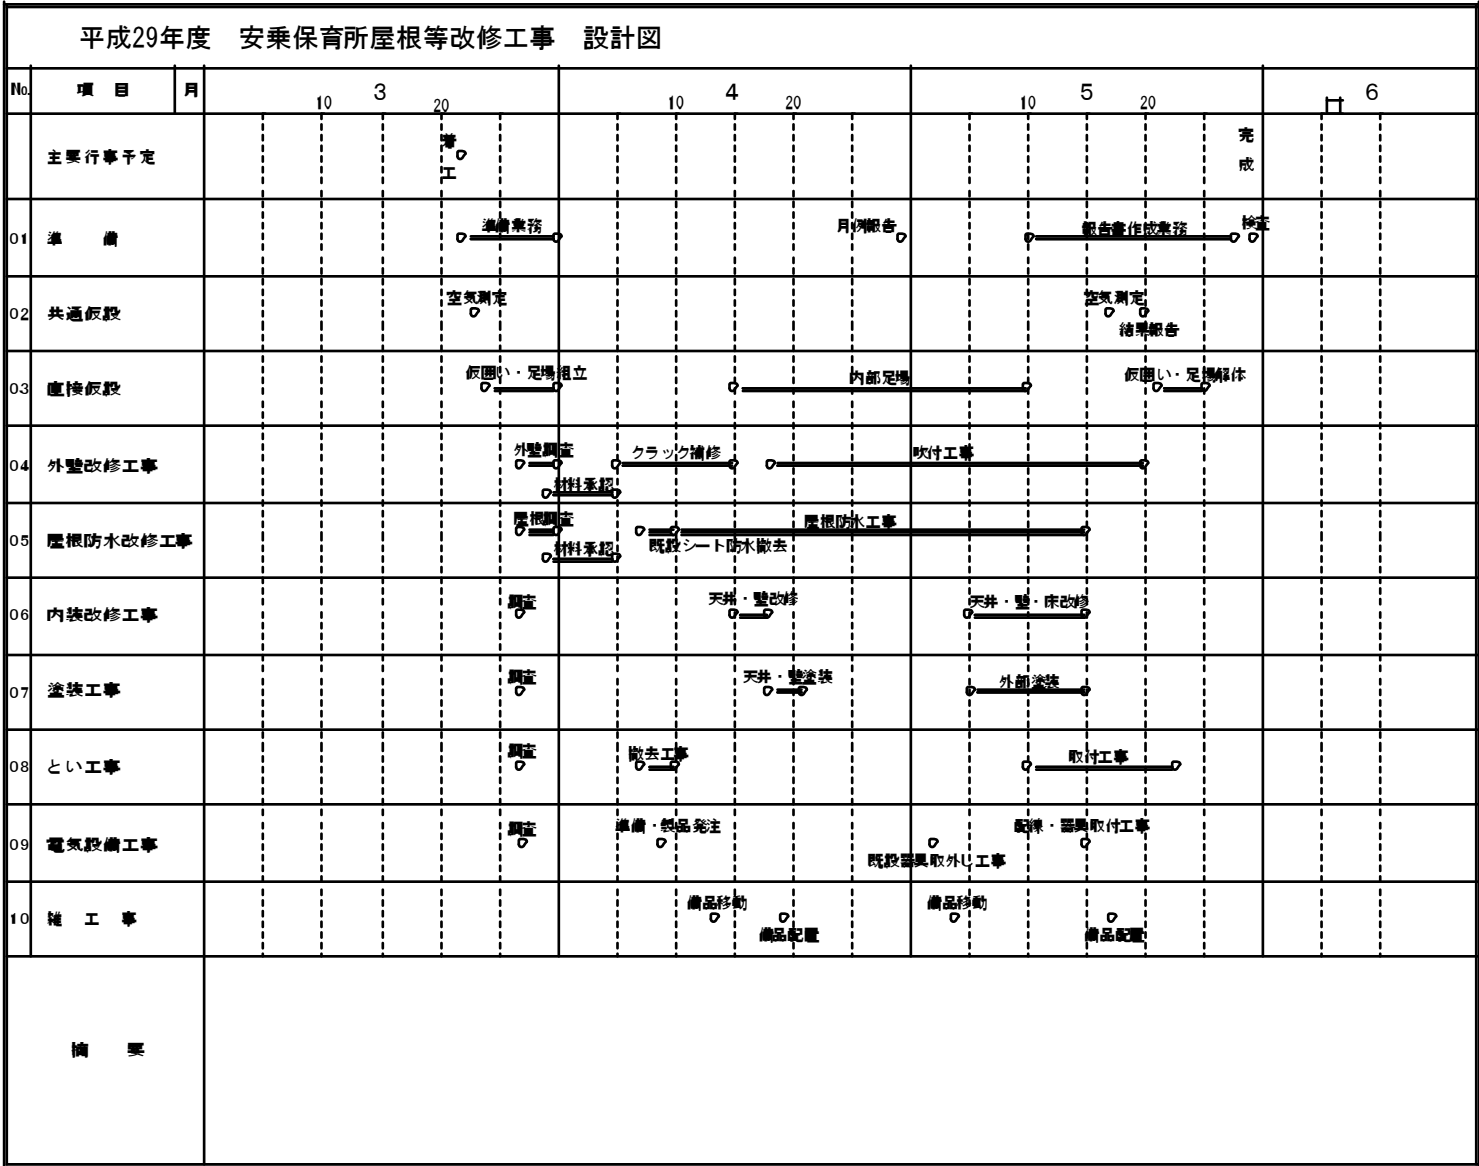 平成29年度　安乗保育所屋根等改修工事　設計図
No. 項　目 月 3 4 5 6
10 20 10 20 10 20
主要行事予定 着工 完成
01 準　備 準備業務 月例報告 報告書作成業務 検査
02 共通仮設 空気測定 空気測定 結果報告
03 直接仮設 仮囲い・足場組立 内部足場 仮囲い・足場解体
04 外壁改修工事 外壁調査 クラック補修 吹付工事
材料承認
05 屋根防水改修工事 屋根調査 屋根防水工事
材料承認 既設シート防水撤去
06 内装改修工事 調査 天井・壁改修 天井・壁・床改修
07 塗装工事 調査 天井・壁塗装 外部塗装
08 とい工事 調査 撤去工事 取付工事
09 電気設備工事 調査 準備・製品発注 配線・器具取付工事
既設器具取外し工事
10 雑　工　事 備品移動 備品移動
備品配置 備品配置
摘　要